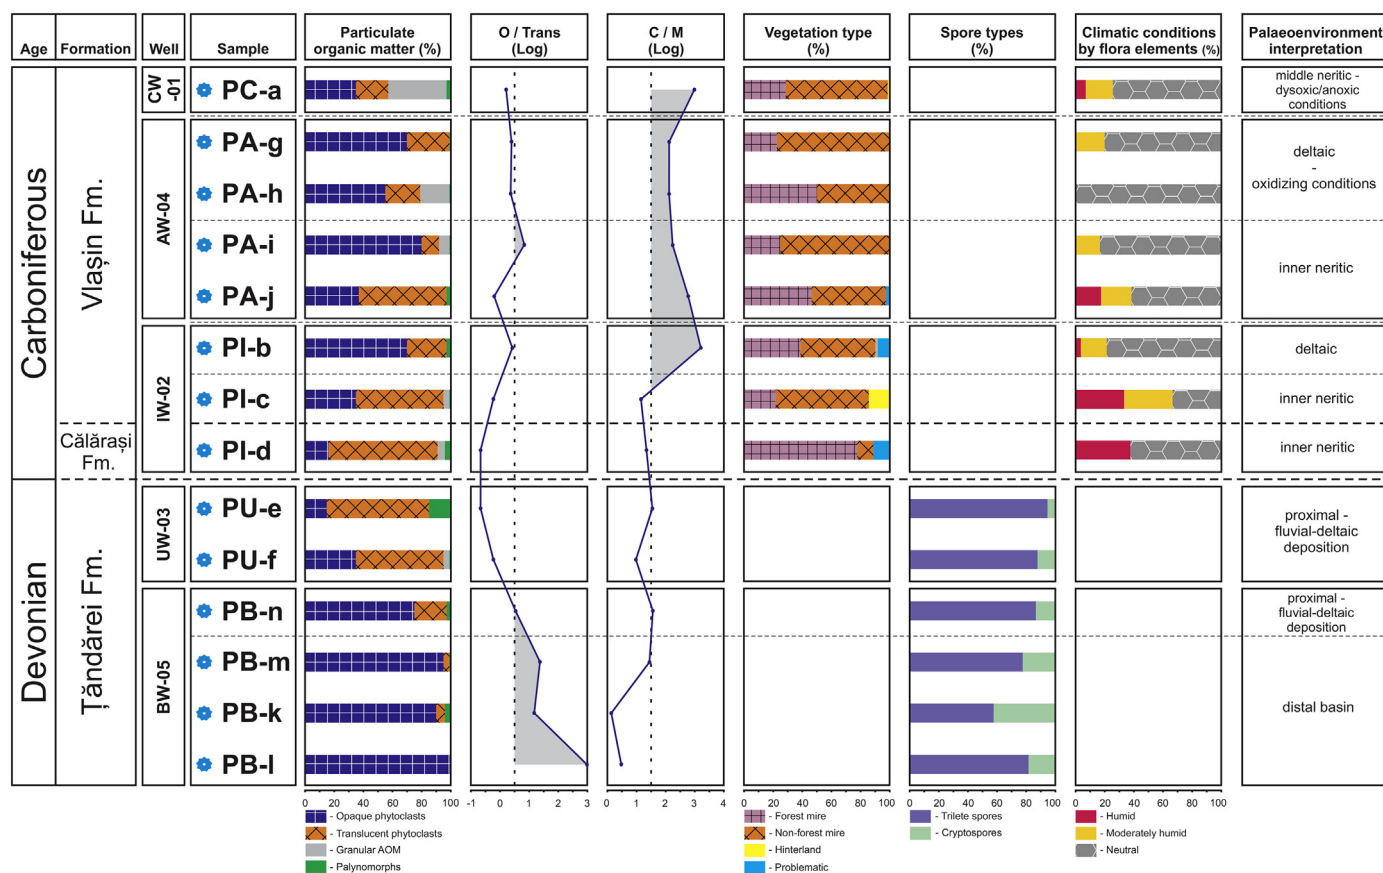 Age
Formation
Well
Sample
Particulate
organic matter (%)
O / Trans
(Log)
C / M
(Log)
Vegetation type
(%)
Spore types
(%)
Climatic conditions
by flora elements (%)
Palaeoenvironment
interpretation
Carboniferous
Vlașin Fm.
CW
-01
PC-a
middle neritic -
dysoxic/anoxic
conditions
AW-04
PA-g
PA-h
deltaic
-
oxidizing conditions
PA-i
PA-j
inner neritic
IW-02
PI-b
deltaic
PI-c
inner neritic
Călărași
Fm.
PI-d
inner neritic
Devonian
Țăndărei Fm.
UW-03
PU-e
PU-f
proximal -
fluvial-deltaic
deposition
BW-05
PB-n
proximal -
fluvial-deltaic
deposition
PB-m
PB-k
PB-l
distal basin
0 20 40 60 80 100
-1 0 1 2 3
0 1 2 3 4
0 20 40 60 80 100
0 20 40 60 80 100
0 20 40 60 80 100
- Opaque phytoclasts
- Translucent phytoclasts
- Granular AOM
- Palynomorphs
- Forest mire
- Non-forest mire
- Hinterland
- Problematic
- Trilete spores
- Cryptospores
- Humid
- Moderately humid
- Neutral